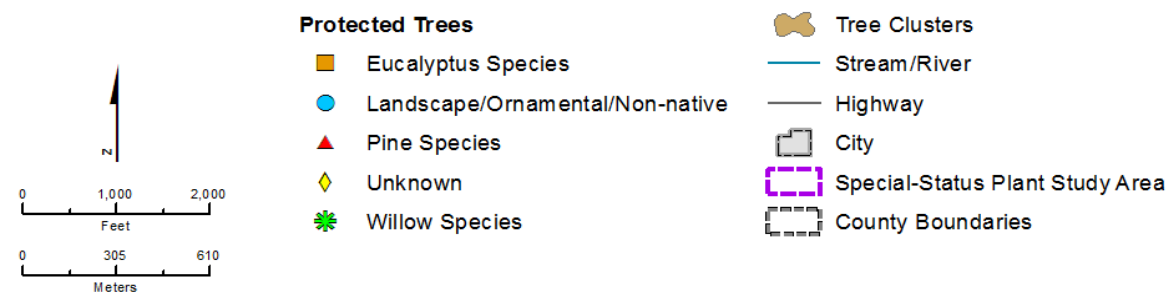 Protected Trees
Eucalyptus Species
Landscape/Ornamental/Non-native
Pine Species
Unknown
Willow Species
Tree Clusters
Stream/River
Highway
City
Special-Status Plant Study Area
County Boundaries
N
0 1,000 2,000
Feet
0 305 610
Meters